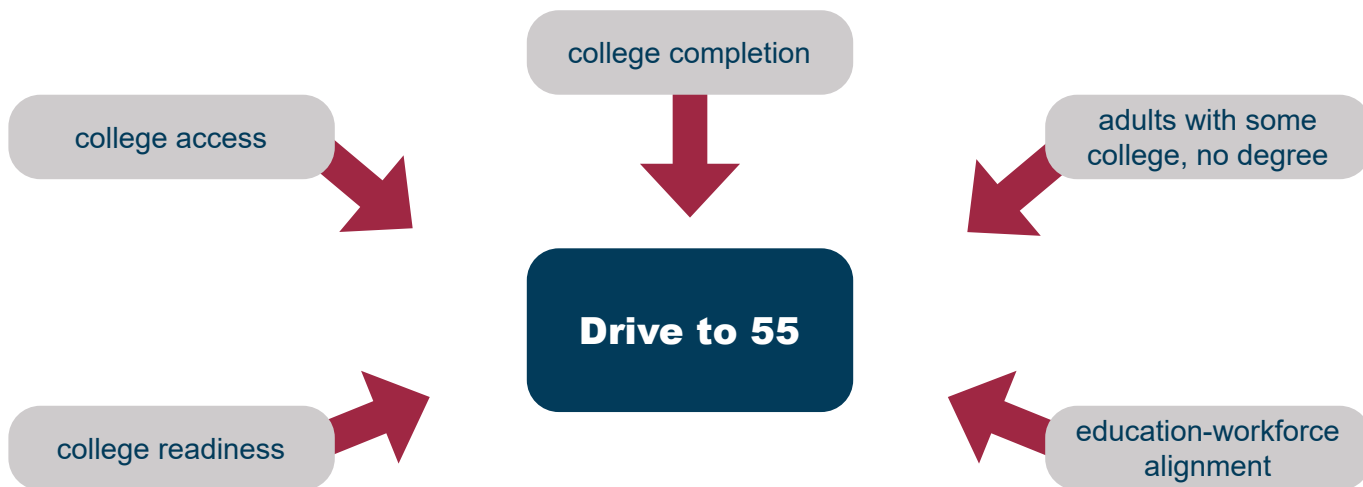 college completion
college access
adults with some
college, no degree
Drive to 55
college readiness
education-workforce
alignment